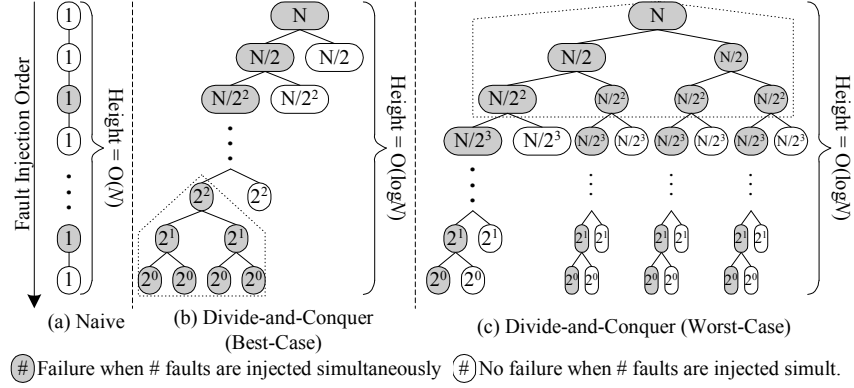 Fault Injection Order
1
1
1
1
1
1
Height = O(N)
(a) Naive
N
N/2 N/2
N/2² N/2²
2² 2²
2¹ 2¹
2⁰ 2⁰ 2⁰ 2⁰
Height = O(logN)
(b) Divide-and-Conquer
(Best-Case)
N
N/2 N/2
N/2² N/2² N/2² N/2²
N/2³ N/2³ N/2³ N/2³ N/2³ N/2³ N/2³ N/2³
2¹ 2¹ 2¹ 2¹ 2¹ 2¹ 2¹ 2¹
2⁰ 2⁰ 2⁰ 2⁰ 2⁰ 2⁰ 2⁰ 2⁰
Height = O(logN)
(c) Divide-and-Conquer (Worst-Case)
# Failure when # faults are injected simultaneously # No failure when # faults are injected simult.